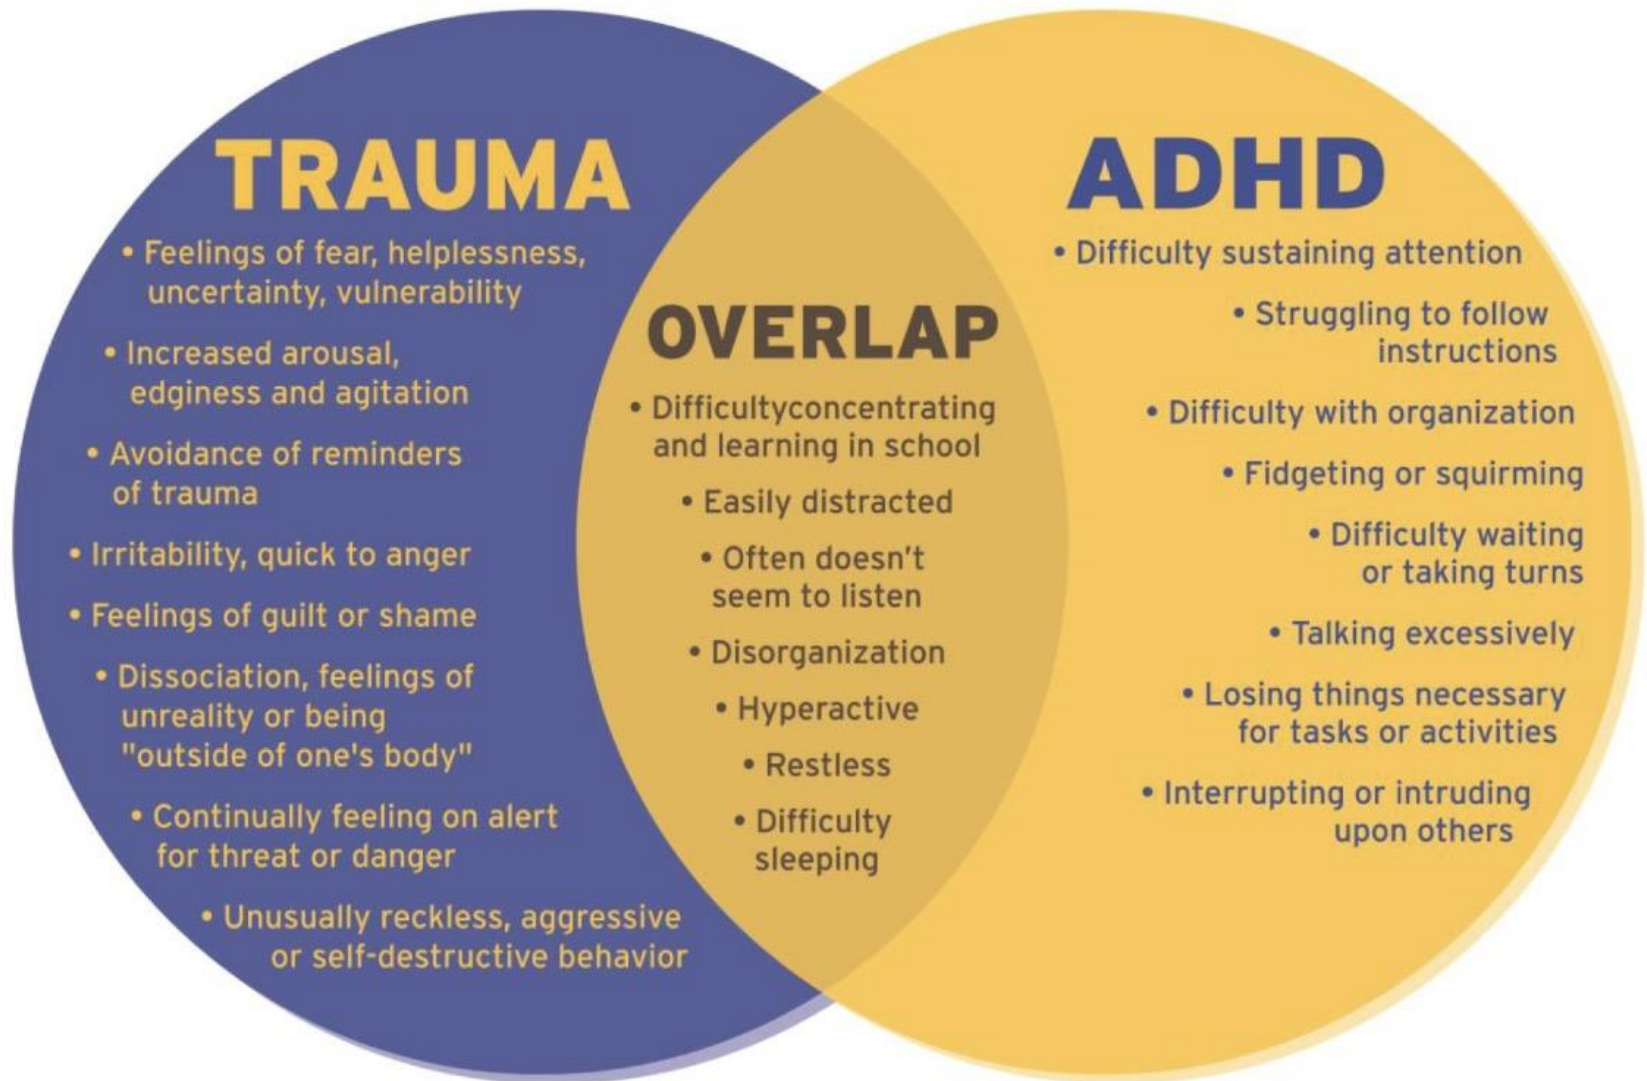 TRAUMA
• Feelings of fear, helplessness,
uncertainty, vulnerability
• Increased arousal,
edginess and agitation
• Avoidance of reminders
of trauma
• Irritability, quick to anger
• Feelings of guilt or shame
• Dissociation, feelings of
unreality or being
"outside of one's body"
• Continually feeling on alert
for threat or danger
• Unusually reckless, aggressive
or self-destructive behavior
OVERLAP
• Difficultyconcentrating
and learning in school
• Easily distracted
• Often doesn't
seem to listen
• Disorganization
• Hyperactive
• Restless
• Difficulty
sleeping
ADHD
• Difficulty sustaining attention
• Struggling to follow
instructions
• Difficulty with organization
• Fidgeting or squirming
• Difficulty waiting
or taking turns
• Talking excessively
• Losing things necessary
for tasks or activities
• Interrupting or intruding
upon others